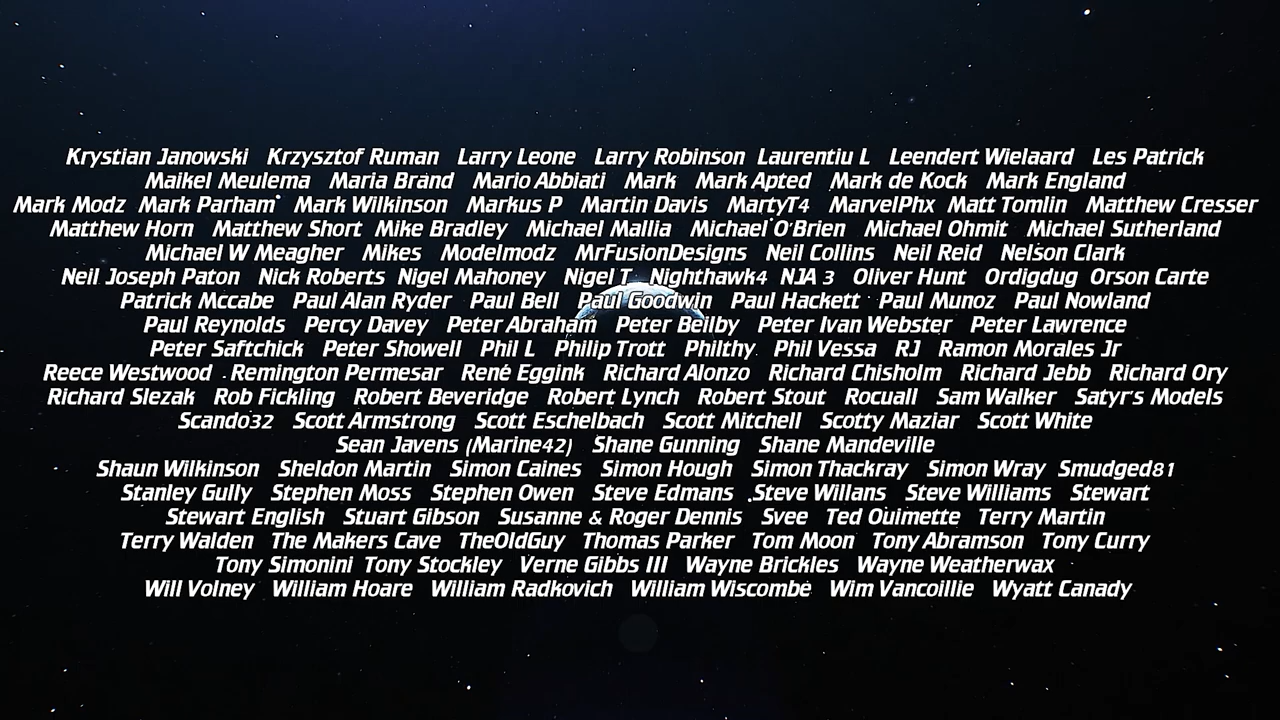 Krystian Janowski Krzysztof Ruman Larry Leone Larry Robinson Laurentiu L Leendert Wielaard Les Patrick
Maikel Meulema Maria Brand Mario Abbiati Mark Mark Apted Mark de Kock Mark England
Mark Modz Mark Parham Mark Wilkinson Markus P Martin Davis MartyT4 MarvelPhx Matt Tomlin Matthew Cresser
Matthew Horn Matthew Short Mike Bradley Michael Mallia Michael O'Brien Michael Ohmit Michael Sutherland
Michael W Meagher Mikes Modelmodz MrFusionDesigns Neil Collins Neil Reid Nelson Clark
Neil Joseph Paton Nick Roberts Nigel Mahoney Nigel T Nighthawk4 NJA 3 Oliver Hunt Ordigdug Orson Carte
Patrick Mccabe Paul Alan Ryder Paul Bell Paul Goodwin Paul Hackett Paul Munoz Paul Nowland
Paul Reynolds Percy Davey Peter Abraham Peter Beilby Peter Ivan Webster Peter Lawrence
Peter Saftchick Peter Showell Phil L Philip Trott Philthy Phil Vessa RJ Ramon Morales Jr
Reece Westwood Remington Permesar René Eggink Richard Alonzo Richard Chisholm Richard Jebb Richard Ory
Richard Slezak Rob Fickling Robert Beveridge Robert Lynch Robert Stout Rocuall Sam Walker Satyr's Models
Scando32 Scott Armstrong Scott Eschelbach Scott Mitchell Scotty Maziar Scott White
Sean Javens (Marine42) Shane Gunning Shane Mandeville
Shaun Wilkinson Sheldon Martin Simon Caines Simon Hough Simon Thackray Simon Wray Smudged81
Stanley Gully Stephen Moss Stephen Owen Steve Edmans Steve Willans Steve Williams Stewart
Stewart English Stuart Gibson Susanne & Roger Dennis Svee Ted Ouimette Terry Martin
Terry Walden The Makers Cave TheOldGuy Thomas Parker Tom Moon Tony Abramson Tony Curry
Tony Simonini Tony Stockley Verne Gibbs III Wayne Brickles Wayne Weatherwax
Will Volney William Hoare William Radkovich William Wiscombe Wim Vancoillie Wyatt Canady